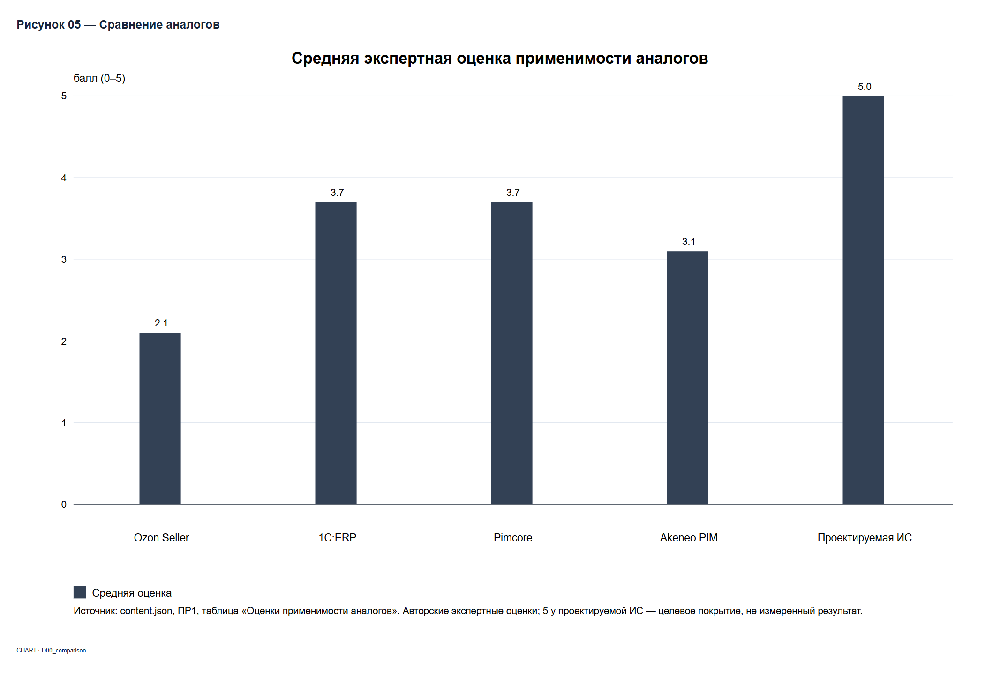 Рисунок 05 — Сравнение аналогов
Средняя экспертная оценка применимости аналогов
балл (0–5)
5
4
3
2
1
0
2.1
3.7
3.7
3.1
5.0
Ozon Seller
1С:ERP
Pimcore
Akeneo PIM
Проектируемая ИС
Средняя оценка
Источник: content.json, ПР1, таблица «Оценки применимости аналогов». Авторские экспертные оценки; 5 у проектируемой ИС — целевое покрытие, не измеренный результат.
CHART · D00_comparison